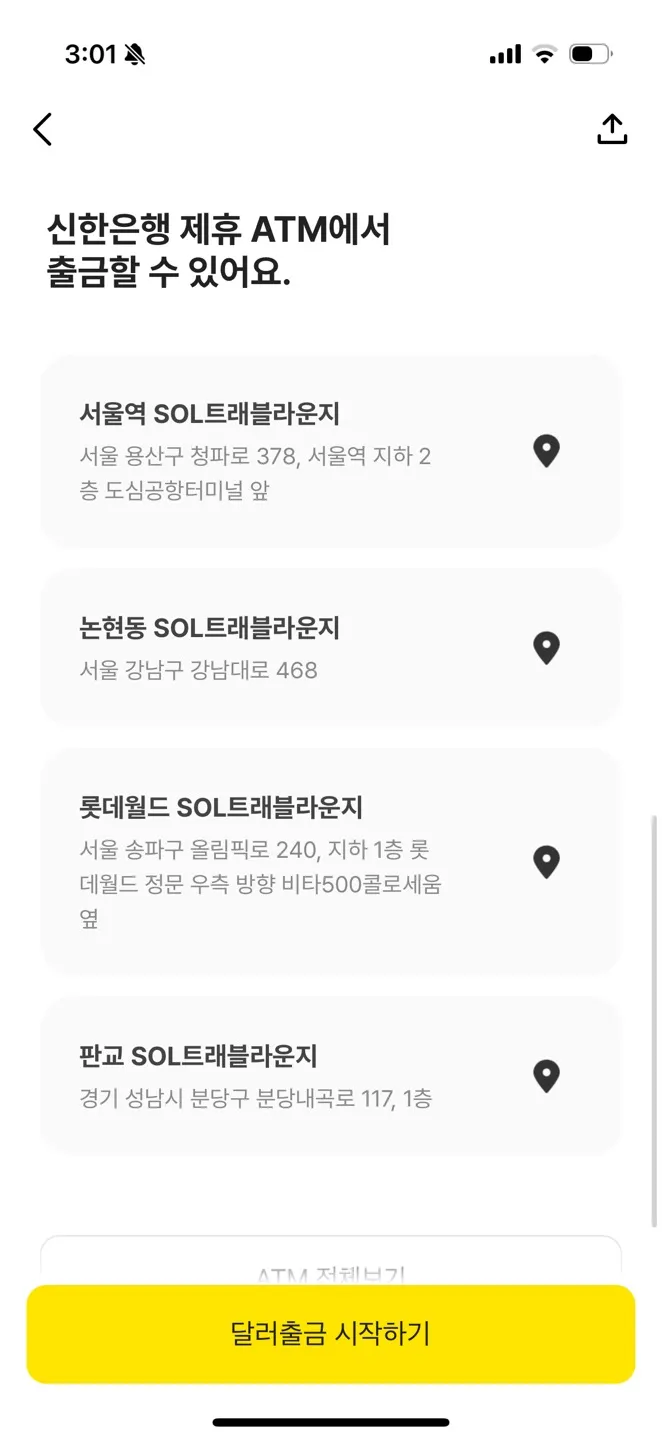 3:01
신한은행 제휴 ATM에서
출금할 수 있어요.
서울역 SOL트래블라운지
서울 용산구 청파로 378, 서울역 지하 2
층 도심공항터미널 앞
논현동 SOL트래블라운지
서울 강남구 강남대로 468
롯데월드 SOL트래블라운지
서울 송파구 올림픽로 240, 지하 1층 롯
데월드 정문 우측 방향 비타500콜로세움
옆
판교 SOL트래블라운지
경기 성남시 분당구 분당내곡로 117, 1층
ATM 전체보기
달러출금 시작하기